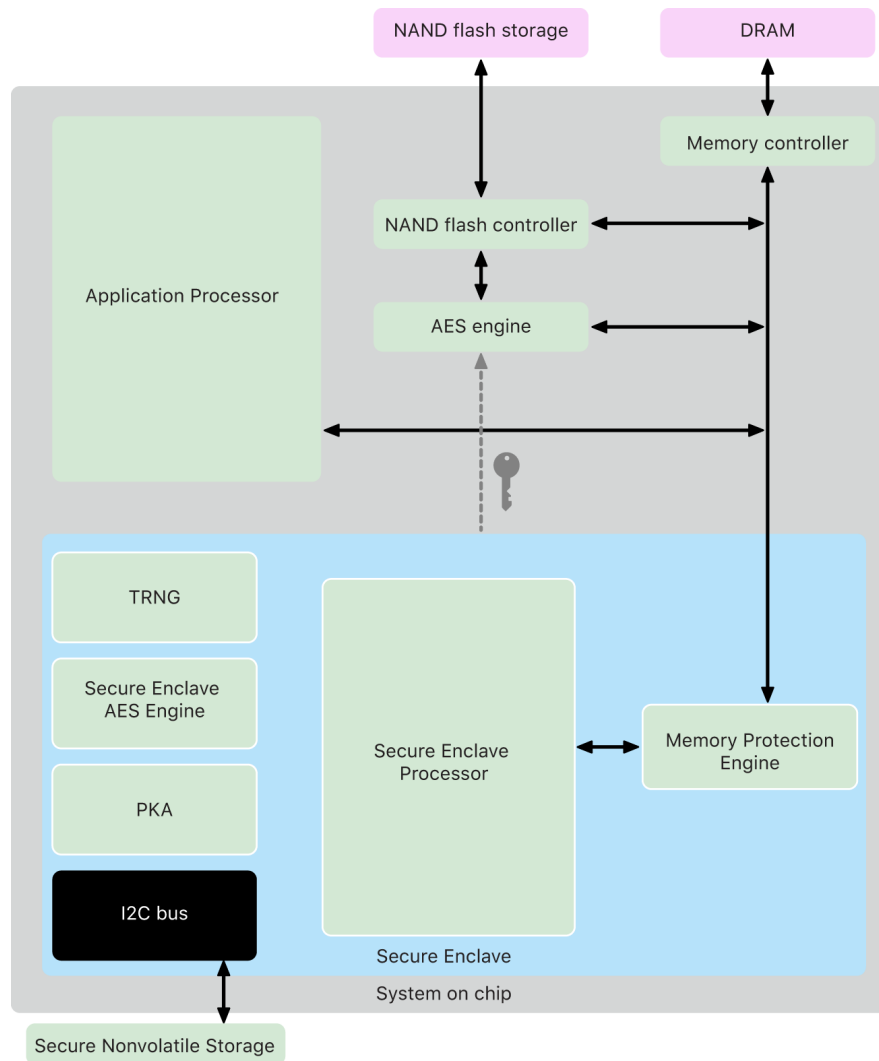 NAND flash storage
DRAM
Memory controller
NAND flash controller
Application Processor
AES engine
TRNG
Secure Enclave
AES Engine
Secure Enclave
Processor
Memory Protection
Engine
PKA
I2C bus
Secure Enclave
System on chip
Secure Nonvolatile Storage